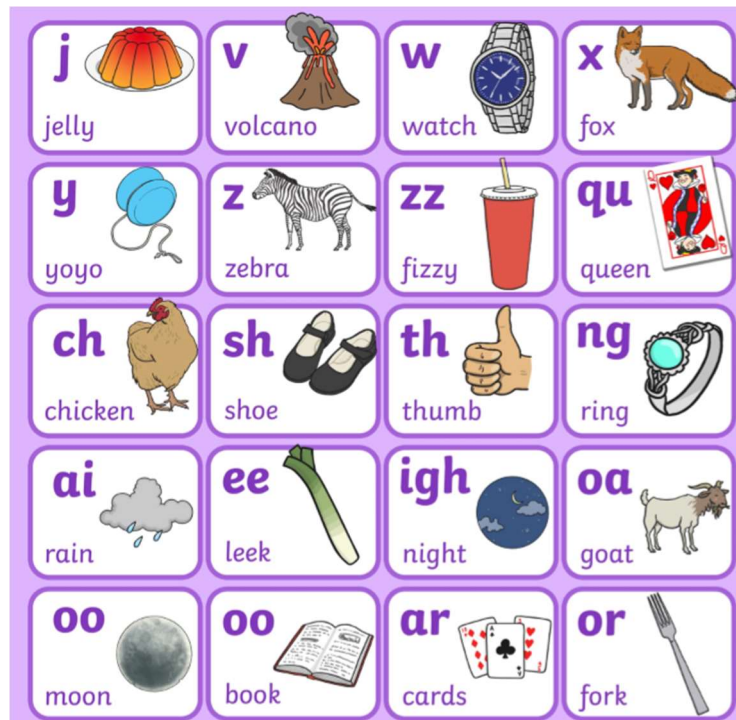 j
jelly
v
volcano
w
watch
x
fox
y
yoyo
z
zebra
zz
fizzy
qu
queen
ch
chicken
sh
shoe
th
thumb
ng
ring
ai
rain
ee
leek
igh
night
oa
goat
oo
moon
oo
book
ar
cards
or
fork